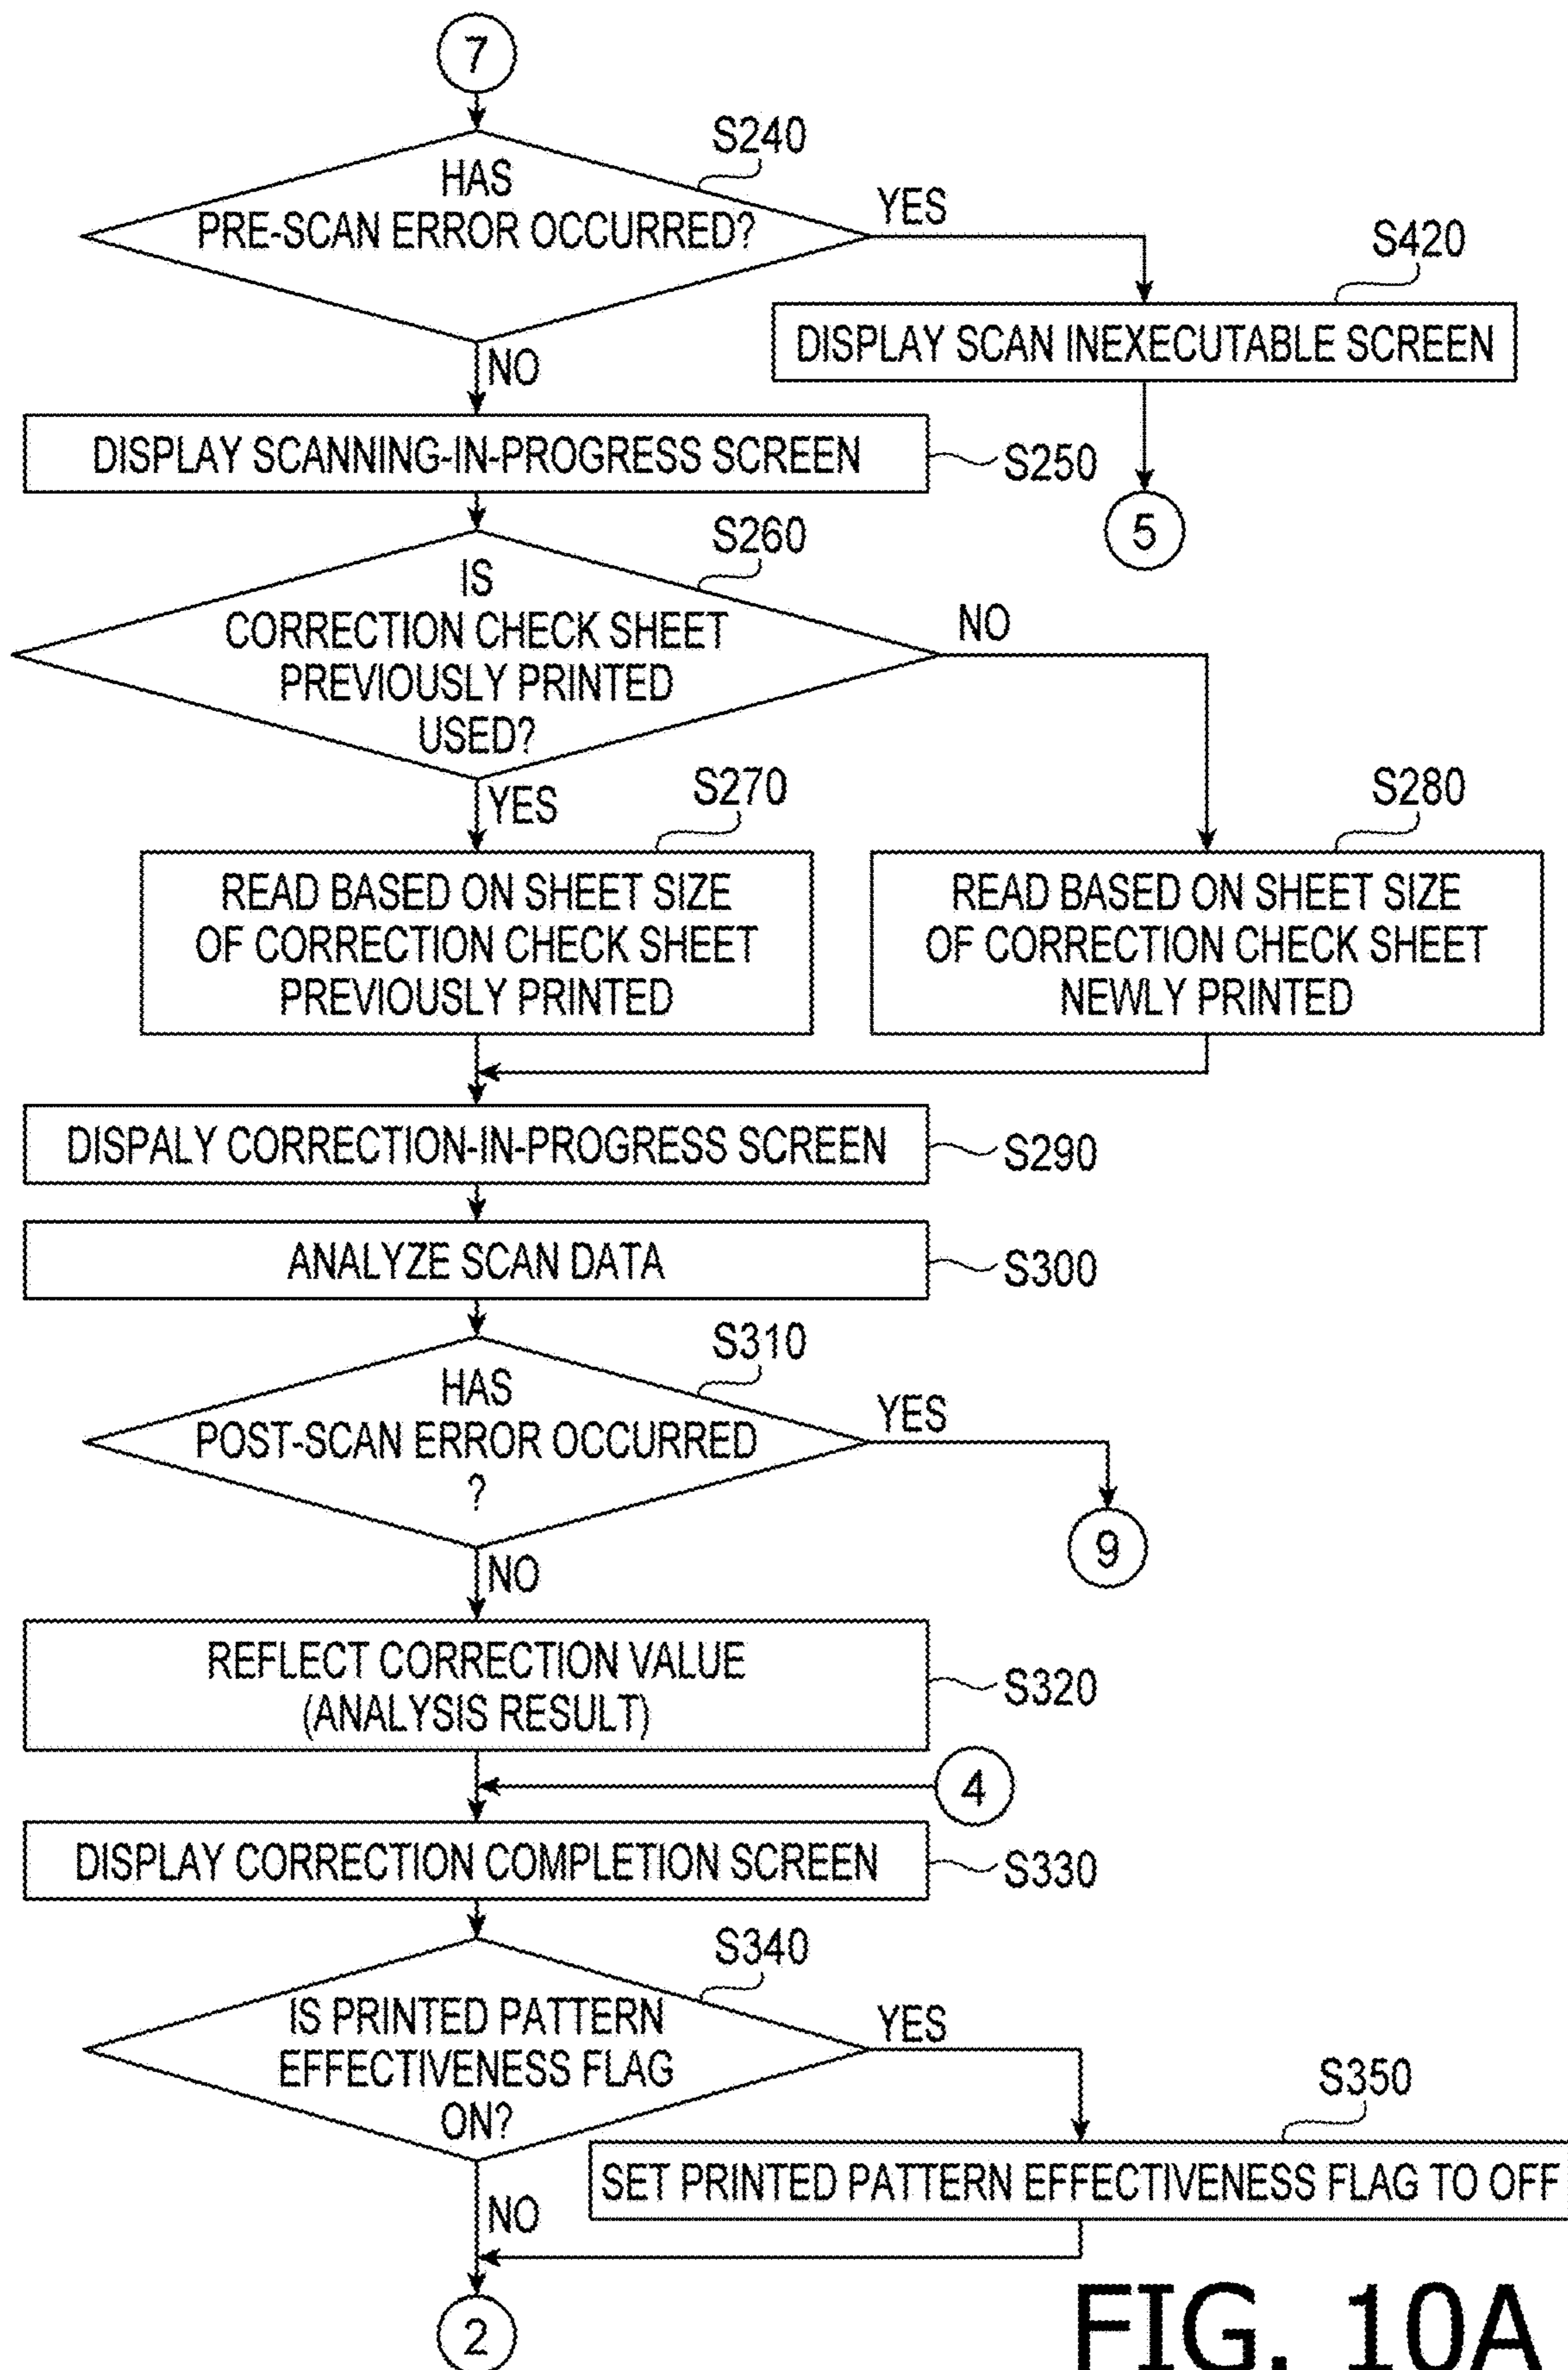 7
S240
HAS
PRE-SCAN ERROR OCCURRED?
YES
S420
DISPLAY SCAN INEXECUTABLE SCREEN
NO
DISPLAY SCANNING-IN-PROGRESS SCREEN
S250
5
S260
IS
CORRECTION CHECK SHEET
PREVIOUSLY PRINTED
USED?
NO
YES
S270
S280
READ BASED ON SHEET SIZE
OF CORRECTION CHECK SHEET
PREVIOUSLY PRINTED
READ BASED ON SHEET SIZE
OF CORRECTION CHECK SHEET
NEWLY PRINTED
DISPALY CORRECTION-IN-PROGRESS SCREEN
S290
ANALYZE SCAN DATA
S300
S310
HAS
POST-SCAN ERROR OCCURRED
?
YES
9
NO
REFLECT CORRECTION VALUE
(ANALYSIS RESULT)
S320
4
DISPLAY CORRECTION COMPLETION SCREEN
S330
S340
IS PRINTED PATTERN
EFFECTIVENESS FLAG
ON?
YES
S350
SET PRINTED PATTERN EFFECTIVENESS FLAG TO OFF
NO
2
FIG. 10A